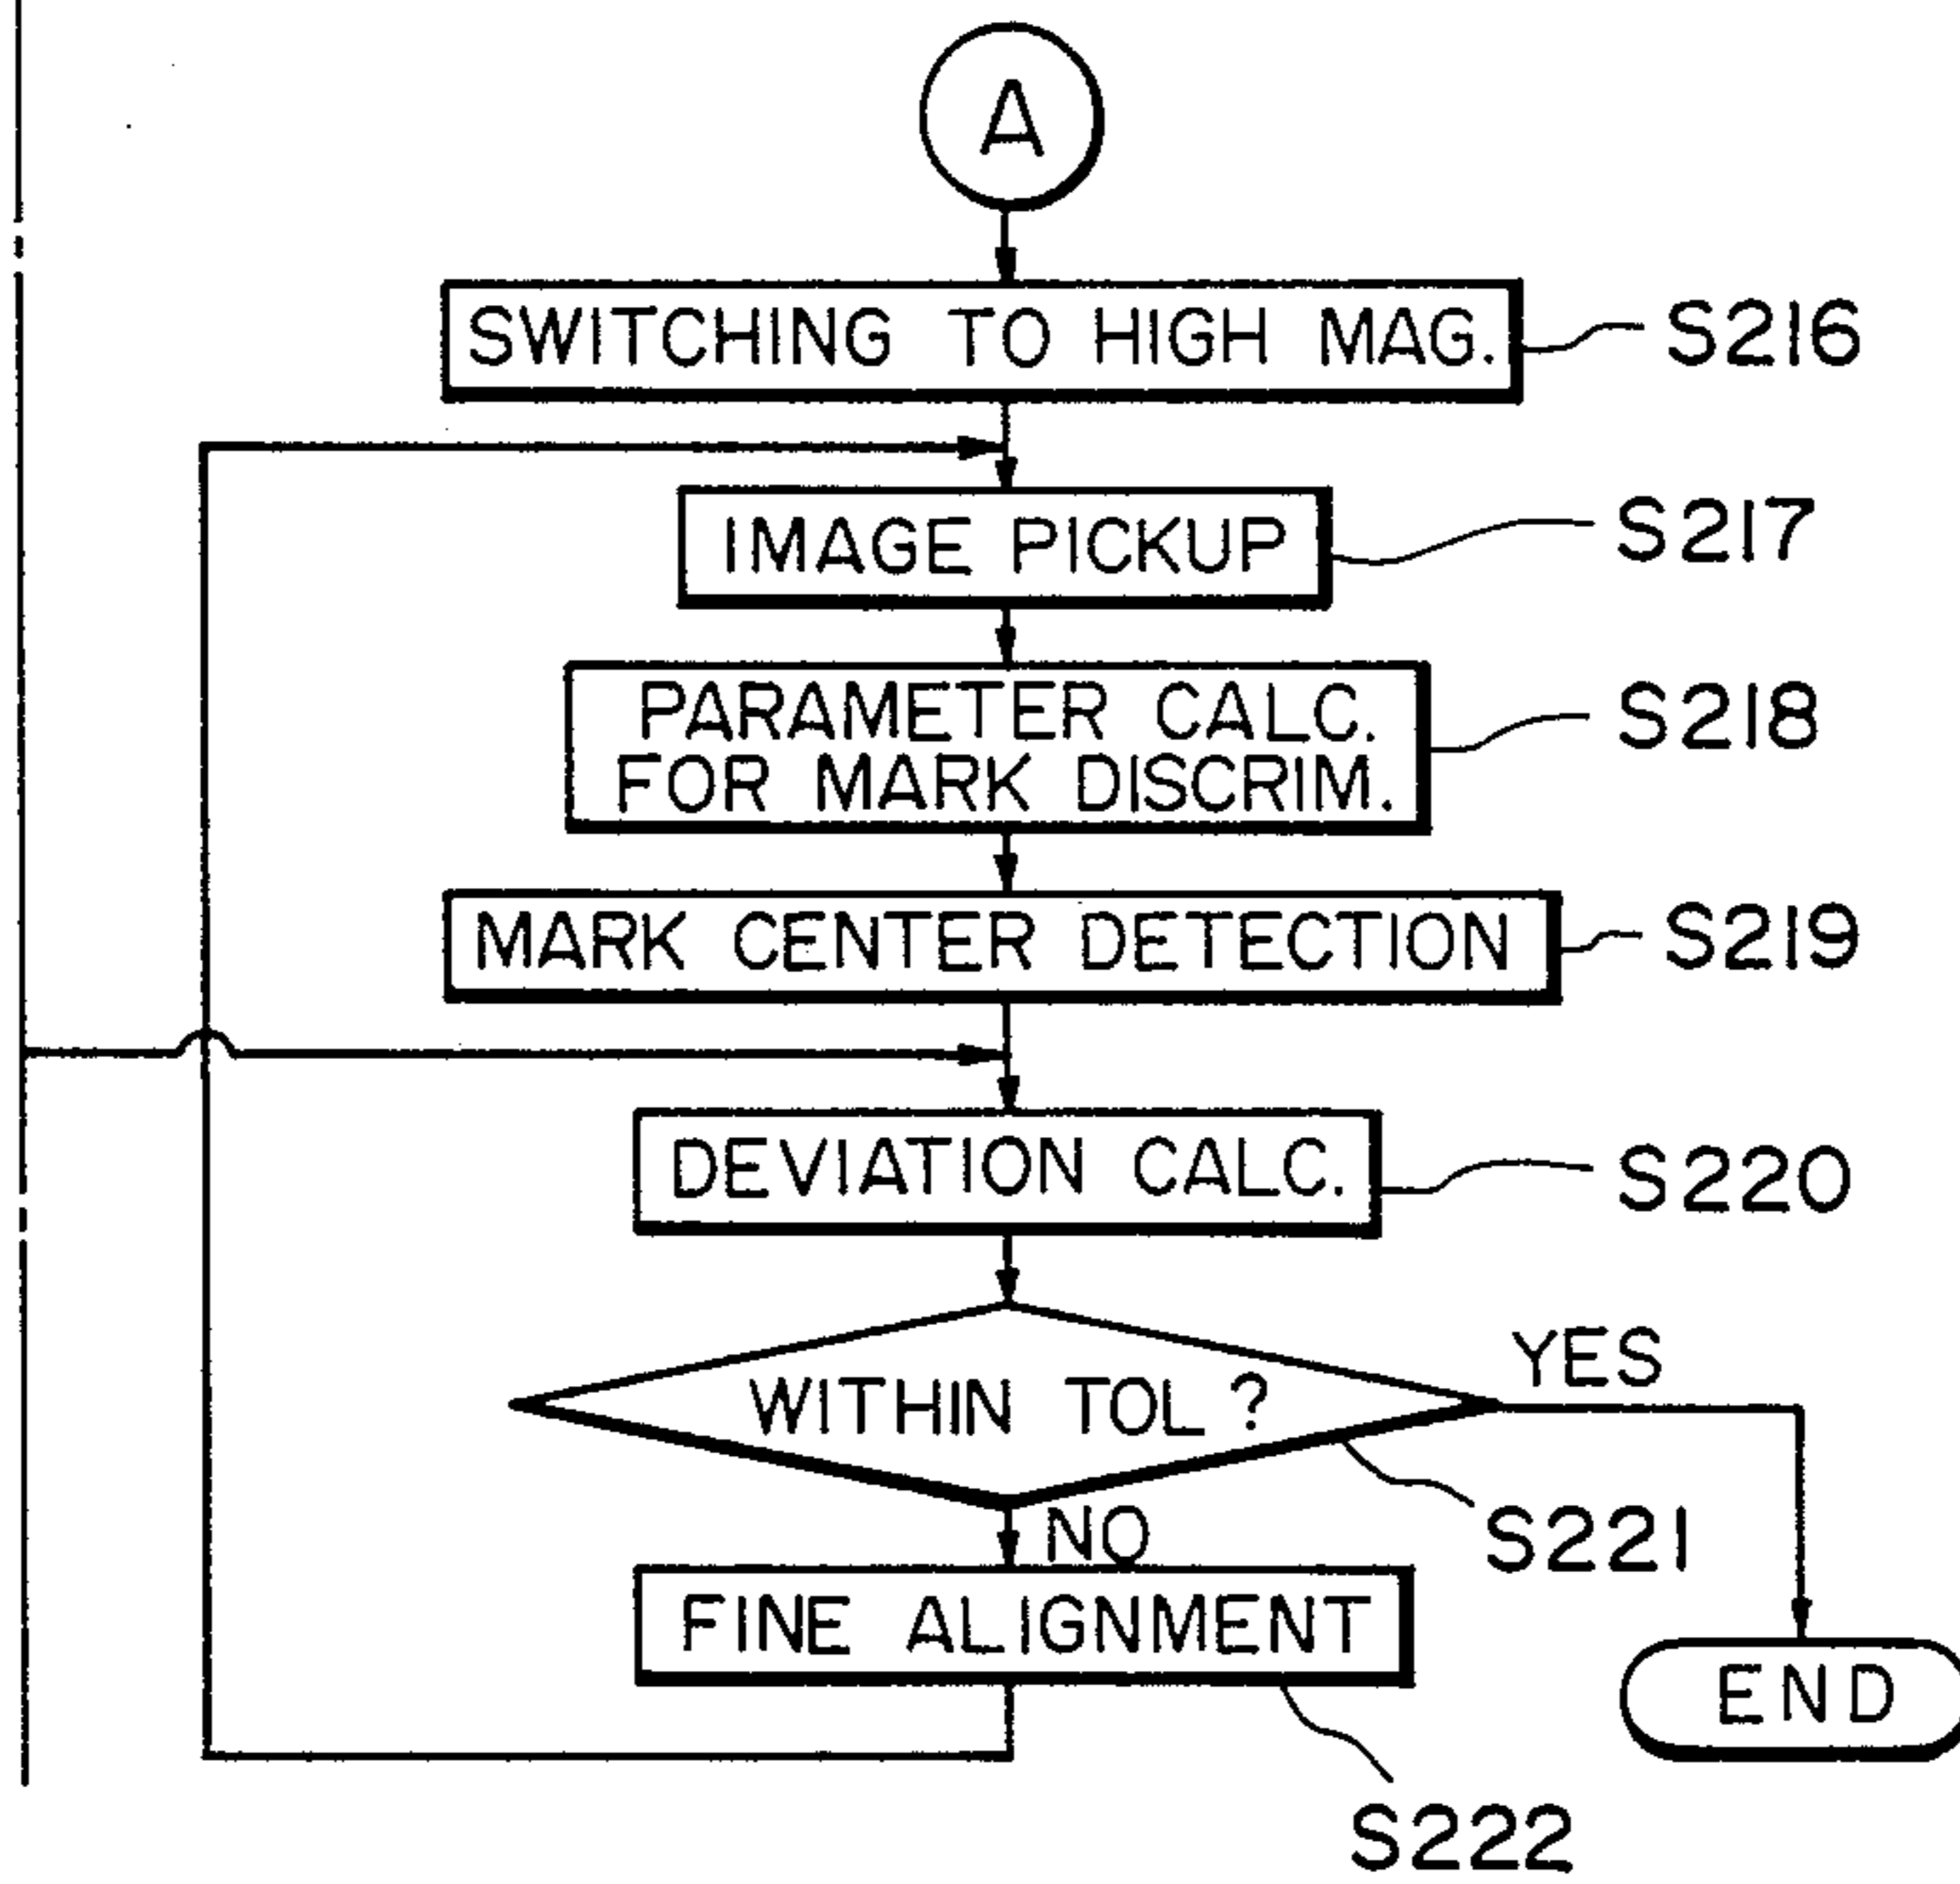 A
SWITCHING TO HIGH MAG.
S216
IMAGE PICKUP
S217
PARAMETER CALC.
FOR MARK DISCRIM.
S218
MARK CENTER DETECTION
S219
DEVIATION CALC.
S220
WITHIN TOL ?
YES
S221
NO
FINE ALIGNMENT
END
S222